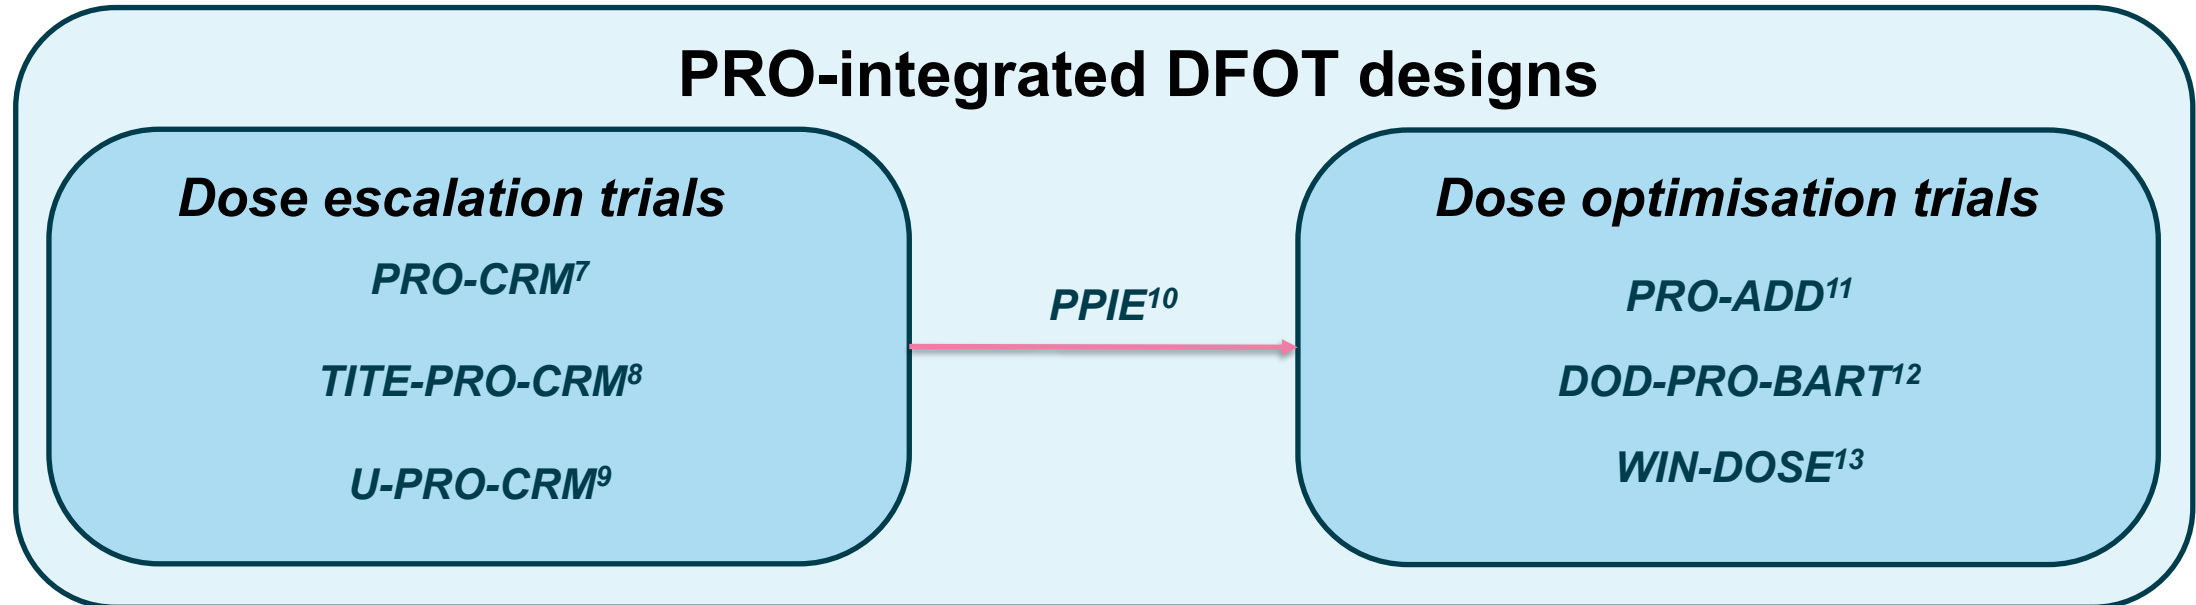 PRO-integrated DFOT designs
Dose escalation trials
PRO-CRM⁷
TITE-PRO-CRM⁸
U-PRO-CRM⁹
PPIE¹⁰
Dose optimisation trials
PRO-ADD¹¹
DOD-PRO-BART¹²
WIN-DOSE¹³